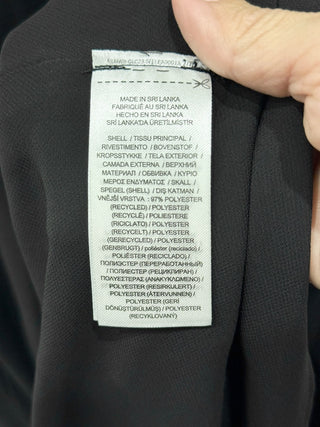 MADE IN SRI LANKA
FABRIQUÉ AU SRI LANKA
HECHO EN SRI LANKA
SRİ LANKA'DA ÜRETİLMİŞTİR
SHELL / TISSU PRINCIPAL /
RIVESTIMENTO / BOVENSTOF /
KROPSSTYKKE / TELA EXTERIOR /
CAMADA EXTERNA / ВЕРХНИЙ
МАТЕРИАЛ / ОБВИВКА / ΚΥΡΙΟ
ΜΕΡΟΣ ΕΝΔΥΜΑΤΟΣ / SKALL /
SPEGEL (SHELL) / DIŞ KATMAN /
VNĚJŠÍ VRSTVA : 97% POLYESTER
(RECYCLED) / POLYESTER
(RECYCLÉ) / POLIESTERE
(RICICLATO) / POLYESTER
(RECYCELT) / POLYESTER
(GERECYCLED) / POLYESTER
(GENBRUGT) / poliéster (reciclado) /
POLIÉSTER (RECICLADO) /
ПОЛИЭСТЕР (ПЕРЕРАБОТАННЫЙ)
/ ПОЛИЕСТЕР (РЕЦИКЛИРАН) /
ΠΟΛΥΕΣΤΕΡΑΣ (ΑΝΑΚΥΚΛΩΜΕΝΟ) /
POLYESTER (RESIRKULERT) /
POLYESTER (ÅTERVUNNEN) /
POLYESTER (GERİ
DÖNÜŞTÜRÜLMÜŞ) / POLYESTER
(RECYKLOVANÝ)